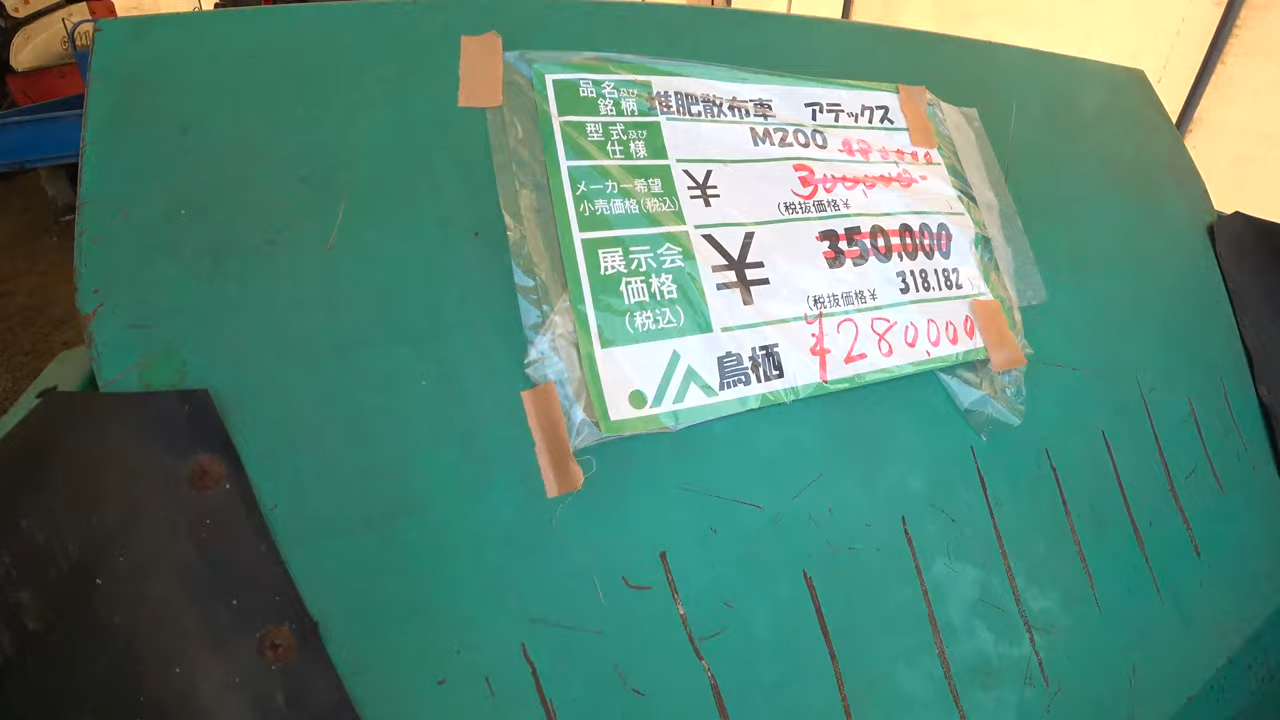 品名及び銘柄 堆肥散布車 アテックス
型式及び仕様 M200
メーカー希望小売価格(税込) ¥ 300,000.-
(税抜価格¥ )
展示会価格(税込) ¥ 350,000
(税抜価格¥ 318,182 )
鳥栖 ¥280,000